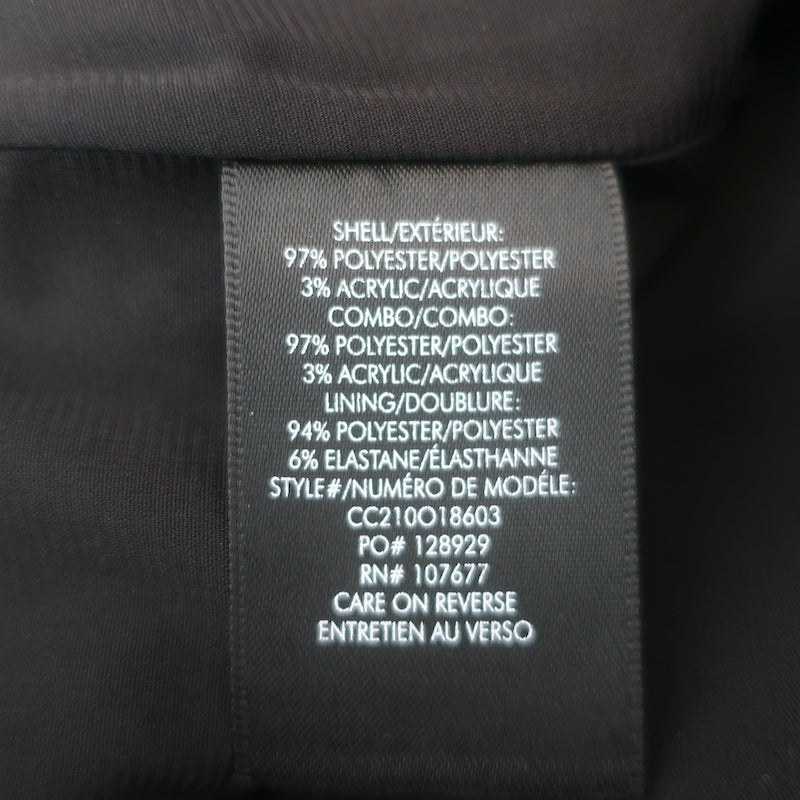 SHELL/EXTÉRIEUR:
97% POLYESTER/POLYESTER
3% ACRYLIC/ACRYLIQUE
COMBO/COMBO:
97% POLYESTER/POLYESTER
3% ACRYLIC/ACRYLIQUE
LINING/DOUBLURE:
94% POLYESTER/POLYESTER
6% ELASTANE/ÉLASTHANNE
STYLE#/NUMÉRO DE MODÉLE:
CC210O18603
PO# 128929
RN# 107677
CARE ON REVERSE
ENTRETIEN AU VERSO